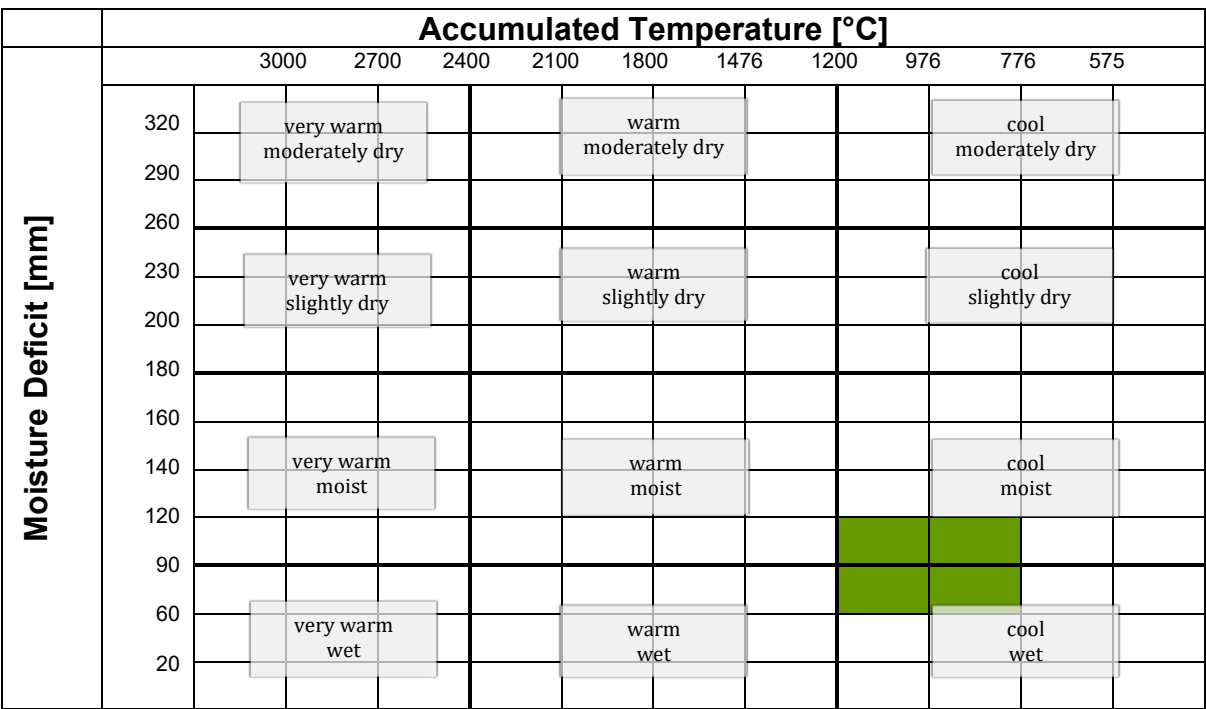 Accumulated Temperature [°C]
3000 2700 2400 2100 1800 1476 1200 976 776 575
Moisture Deficit [mm]
320
very warm
moderately dry
warm
moderately dry
cool
moderately dry
290
260
230
very warm
slightly dry
warm
slightly dry
cool
slightly dry
200
180
160
140
very warm
moist
warm
moist
cool
moist
120
90
60
very warm
wet
warm
wet
cool
wet
20